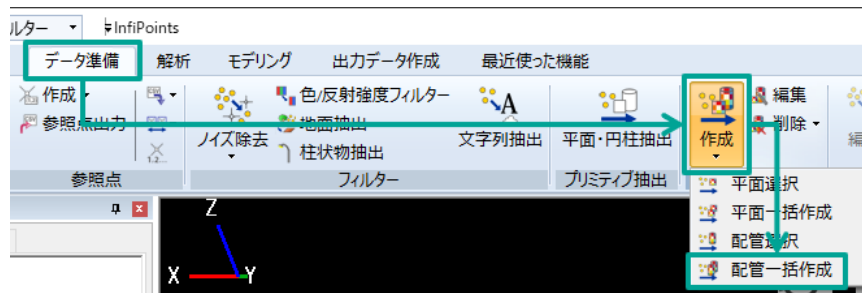 ルター InfiPoints
データ準備 解析 モデリング 出力データ作成 最近使った機能
作成 色/反射強度フィルター 編集
参照点出力 地面抽出 削除
ノイズ除去 柱状物抽出 文字列抽出 平面・円柱抽出 作成 編
参照点 フィルター プリミティブ抽出
平面選択
平面一括作成
配管選択
配管一括作成
Z
X Y